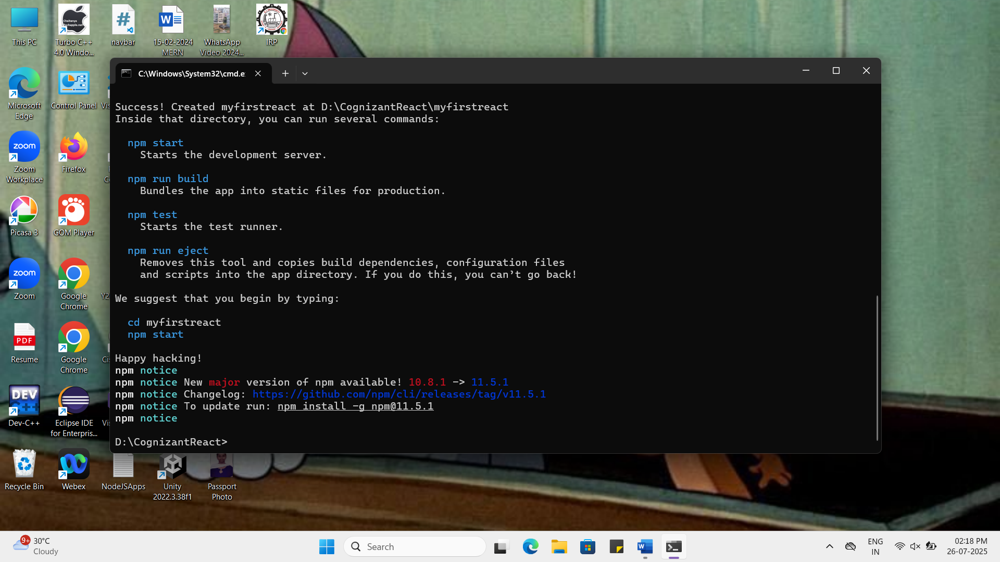 This PC
Chaitanya
Techapple.net
Turbo C++
4.0 Windo...
#
navbar
W
15-02-2024
MERN
WhatsApp
Video 2024...
IRP
Microsoft
Edge
Control Panel
Vis
zoom
Zoom
Workplace
Firefox
Picasa 3
GOM Player
zoom
Zoom
Google
Chrome
PDF
Resume
Google
Chrome
DEV
C++
Dev-C++
Eclipse IDE
for Enterpris...
Recycle Bin
Webex
NodeJSApps
Unity
2022.3.38f1
Passport
Photo
C:\Windows\System32\cmd.e
Success! Created myfirstreact at D:\CognizantReact\myfirstreact
Inside that directory, you can run several commands:
npm start
Starts the development server.
npm run build
Bundles the app into static files for production.
npm test
Starts the test runner.
npm run eject
Removes this tool and copies build dependencies, configuration files
and scripts into the app directory. If you do this, you can’t go back!
We suggest that you begin by typing:
cd myfirstreact
npm start
Happy hacking!
npm notice
npm notice New major version of npm available! 10.8.1 -> 11.5.1
npm notice Changelog: https://github.com/npm/cli/releases/tag/v11.5.1
npm notice To update run: npm install -g npm@11.5.1
npm notice
D:\CognizantReact>
9+
30°C
Cloudy
Search
W
ENG
IN
02:18 PM
26-07-2025